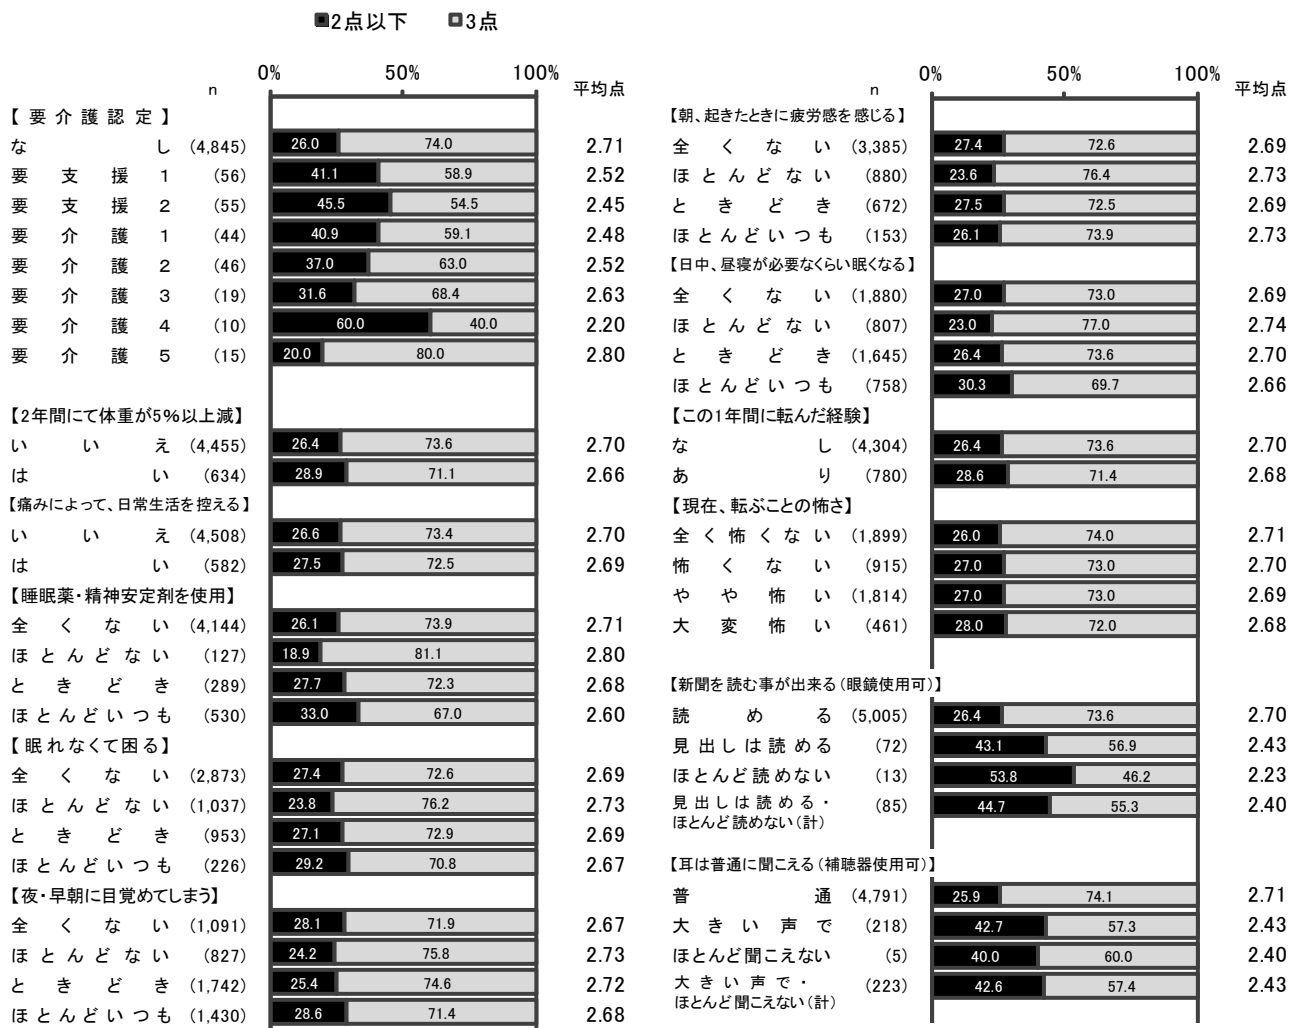 ■2点以下 □3点
0% 50% 100%
n 平均点
【要介護認定】
なし (4,845) 26.0 74.0 2.71
要支援1 (56) 41.1 58.9 2.52
要支援2 (55) 45.5 54.5 2.45
要介護1 (44) 40.9 59.1 2.48
要介護2 (46) 37.0 63.0 2.52
要介護3 (19) 31.6 68.4 2.63
要介護4 (10) 60.0 40.0 2.20
要介護5 (15) 20.0 80.0 2.80
【2年間にて体重が5%以上減】
いいえ (4,455) 26.4 73.6 2.70
はい (634) 28.9 71.1 2.66
【痛みによって、日常生活を控える】
いいえ (4,508) 26.6 73.4 2.70
はい (582) 27.5 72.5 2.69
【睡眠薬・精神安定剤を使用】
全くない (4,144) 26.1 73.9 2.71
ほとんどない (127) 18.9 81.1 2.80
ときどき (289) 27.7 72.3 2.68
ほとんどいつも (530) 33.0 67.0 2.60
【眠れなくて困る】
全くない (2,873) 27.4 72.6 2.69
ほとんどない (1,037) 23.8 76.2 2.73
ときどき (953) 27.1 72.9 2.69
ほとんどいつも (226) 29.2 70.8 2.67
【夜・早朝に目覚めてしまう】
全くない (1,091) 28.1 71.9 2.67
ほとんどない (827) 24.2 75.8 2.73
ときどき (1,742) 25.4 74.6 2.72
ほとんどいつも (1,430) 28.6 71.4 2.68
0% 50% 100%
n 平均点
【朝、起きたときに疲労感を感じる】
全くない (3,385) 27.4 72.6 2.69
ほとんどない (880) 23.6 76.4 2.73
ときどき (672) 27.5 72.5 2.69
ほとんどいつも (153) 26.1 73.9 2.73
【日中、昼寝が必要なくらい眠くなる】
全くない (1,880) 27.0 73.0 2.69
ほとんどない (807) 23.0 77.0 2.74
ときどき (1,645) 26.4 73.6 2.70
ほとんどいつも (758) 30.3 69.7 2.66
【この1年間に転んだ経験】
なし (4,304) 26.4 73.6 2.70
あり (780) 28.6 71.4 2.68
【現在、転ぶことの怖さ】
全く怖くない (1,899) 26.0 74.0 2.71
怖くない (915) 27.0 73.0 2.70
やや怖い (1,814) 27.0 73.0 2.69
大変怖い (461) 28.0 72.0 2.68
【新聞を読む事が出来る(眼鏡使用可)】
読める (5,005) 26.4 73.6 2.70
見出しは読める (72) 43.1 56.9 2.43
ほとんど読めない (13) 53.8 46.2 2.23
見出しは読める・
ほとんど読めない(計) (85) 44.7 55.3 2.40
【耳は普通に聞こえる(補聴器使用可)】
普通 (4,791) 25.9 74.1 2.71
大きい声で (218) 42.7 57.3 2.43
ほとんど聞こえない (5) 40.0 60.0 2.40
大きい声で・
ほとんど聞こえない(計) (223) 42.6 57.4 2.43